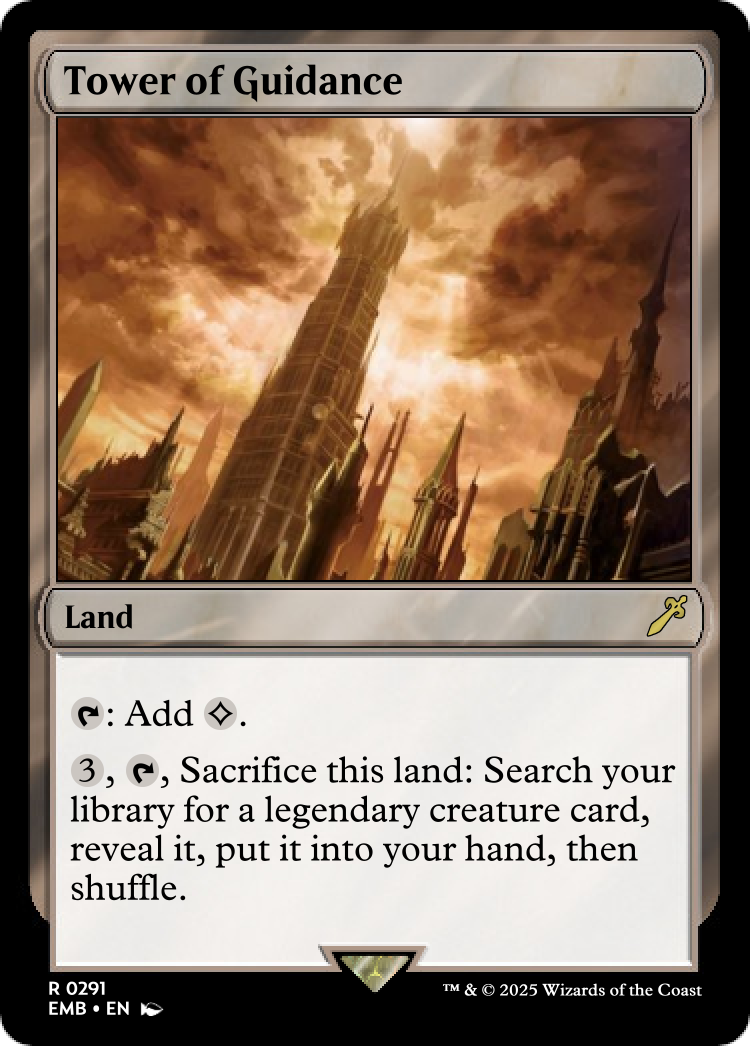 Tower of Guidance
Land
: Add .
3, , Sacrifice this land: Search your
library for a legendary creature card,
reveal it, put it into your hand, then
shuffle.
R 0291
EMB • EN
™ & © 2025 Wizards of the Coast